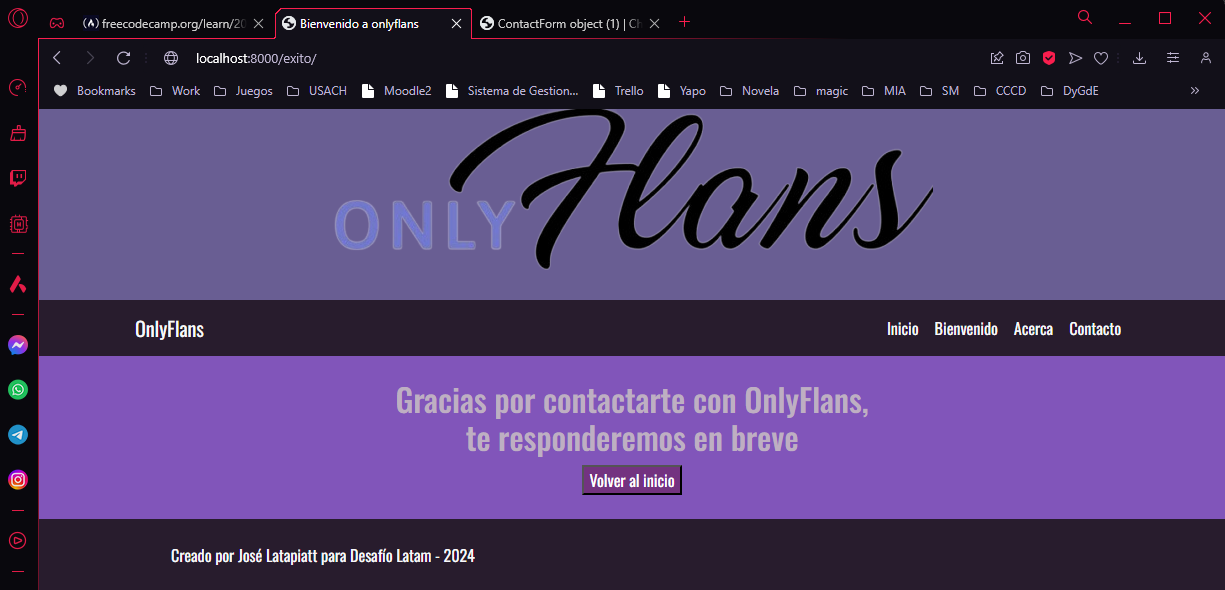 freecodecamp.org/learn/20
Bienvenido a onlyflans
ContactForm object (1) | Ch
localhost:8000/exito/
Bookmarks Work Juegos USACH Moodle2 Sistema de Gestion... Trello Yapo Novela magic MIA SM CCCD DyGdE »
ONLY Flans
OnlyFlans Inicio Bienvenido Acerca Contacto
Gracias por contactarte con OnlyFlans,
te responderemos en breve
Volver al inicio
Creado por José Latapiatt para Desafío Latam - 2024